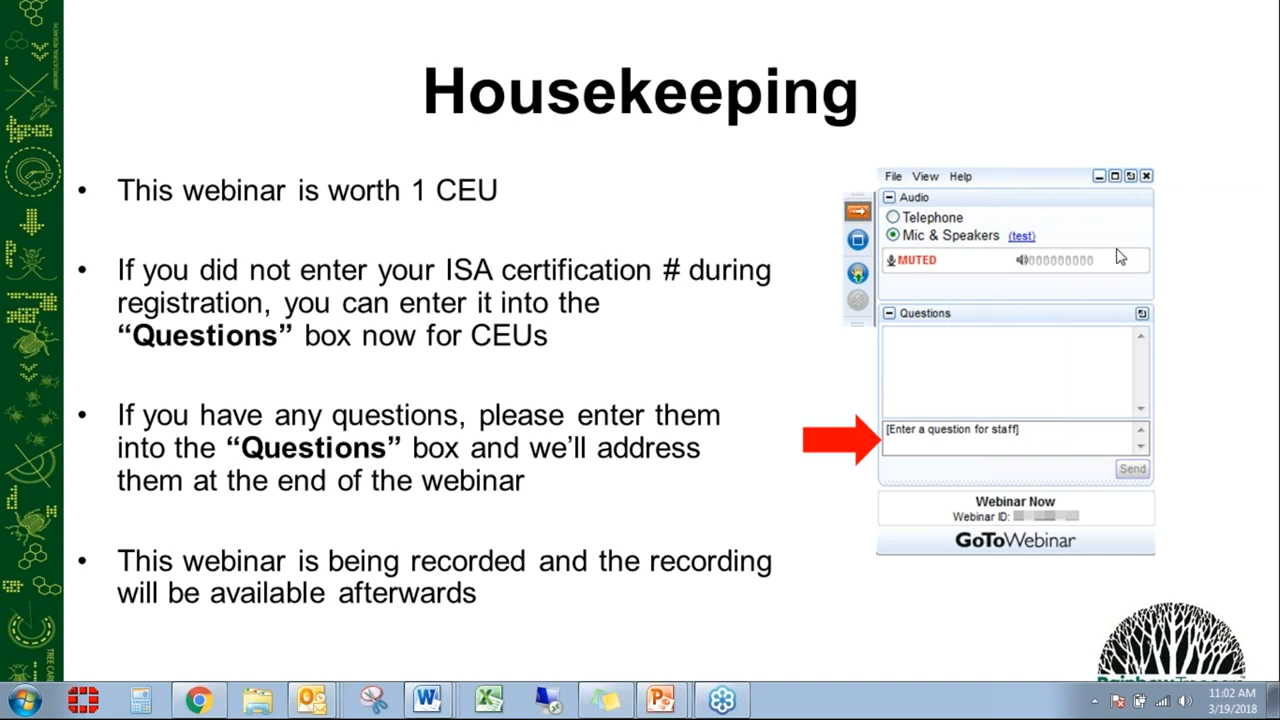 Housekeeping
• This webinar is worth 1 CEU
• If you did not enter your ISA certification # during
registration, you can enter it into the
“Questions” box now for CEUs
• If you have any questions, please enter them
into the “Questions” box and we’ll address
them at the end of the webinar
• This webinar is being recorded and the recording
will be available afterwards
File View Help
Audio
Telephone
Mic & Speakers (test)
MUTED
Questions
[Enter a question for staff]
Send
Webinar Now
Webinar ID:
GoToWebinar
11:02 AM
3/19/2018